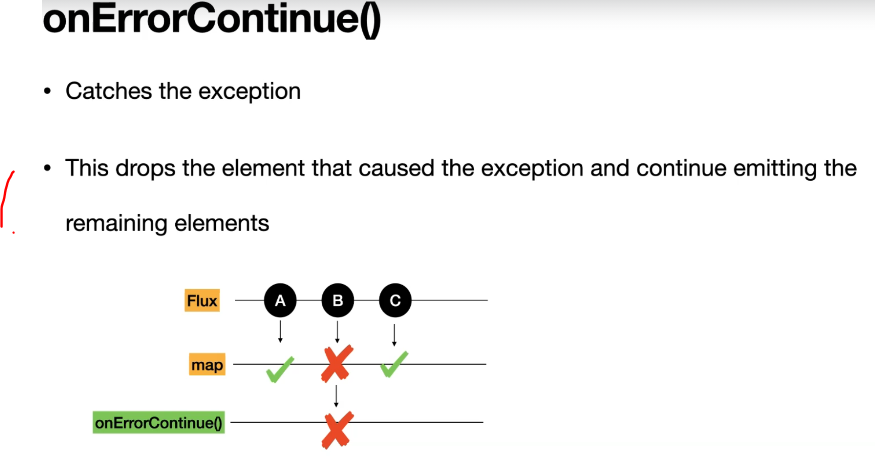 onErrorContinue()
• Catches the exception
• This drops the element that caused the exception and continue emitting the
remaining elements
Flux A B C
map
onErrorContinue()